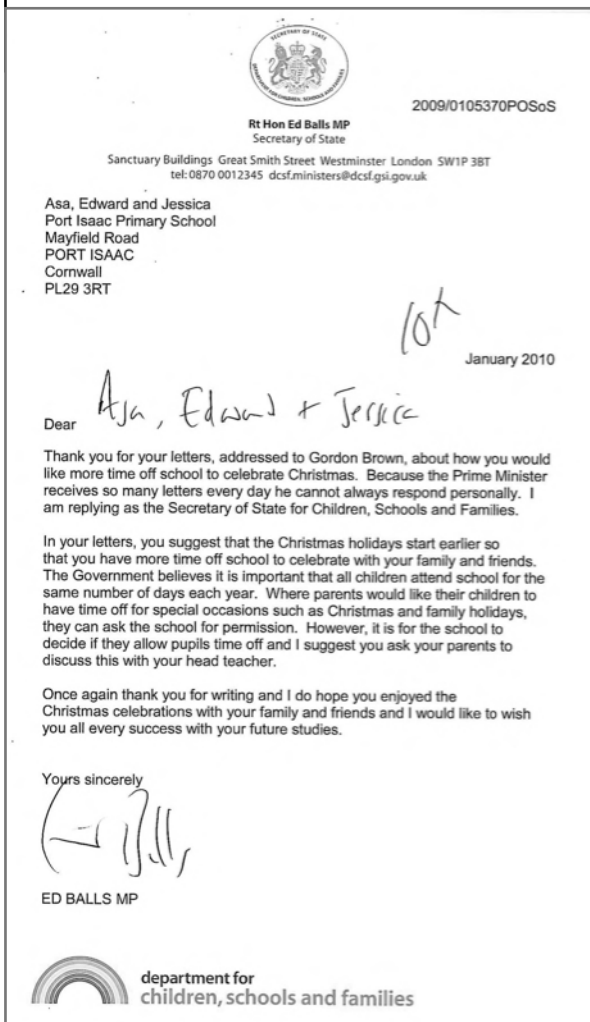 SECRETARY OF STATE
DEPARTMENT FOR CHILDREN, SCHOOLS AND FAMILIES
2009/0105370POSoS
Rt Hon Ed Balls MP
Secretary of State
Sanctuary Buildings Great Smith Street Westminster London SW1P 3BT
tel: 0870 0012345 dcsf.ministers@dcsf.gsi.gov.uk
Asa, Edward and Jessica
Port Isaac Primary School
Mayfield Road
PORT ISAAC
Cornwall
PL29 3RT
January 2010
Dear Asa, Edward + Jessica
Thank you for your letters, addressed to Gordon Brown, about how you would
like more time off school to celebrate Christmas. Because the Prime Minister
receives so many letters every day he cannot always respond personally. I
am replying as the Secretary of State for Children, Schools and Families.
In your letters, you suggest that the Christmas holidays start earlier so
that you have more time off school to celebrate with your family and friends.
The Government believes it is important that all children attend school for the
same number of days each year. Where parents would like their children to
have time off for special occasions such as Christmas and family holidays,
they can ask the school for permission. However, it is for the school to
decide if they allow pupils time off and I suggest you ask your parents to
discuss this with your head teacher.
Once again thank you for writing and I do hope you enjoyed the
Christmas celebrations with your family and friends and I would like to wish
you all every success with your future studies.
Yours sincerely
ED BALLS MP
department for
children, schools and families